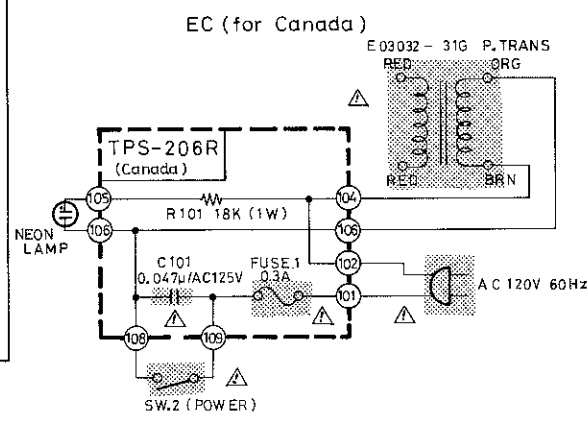 EC (for Canada)
E03032-31G P.TRANS
RED
ORG
RED
BRN
TPS-206R
(Canada)
105
104
R101 18K (1W)
NEON
LAMP
106
106
102
C101
0.047μ/AC125V
FUSE.1
0.3A
101
AC 120V 60Hz
108
109
SW.2 (POWER)